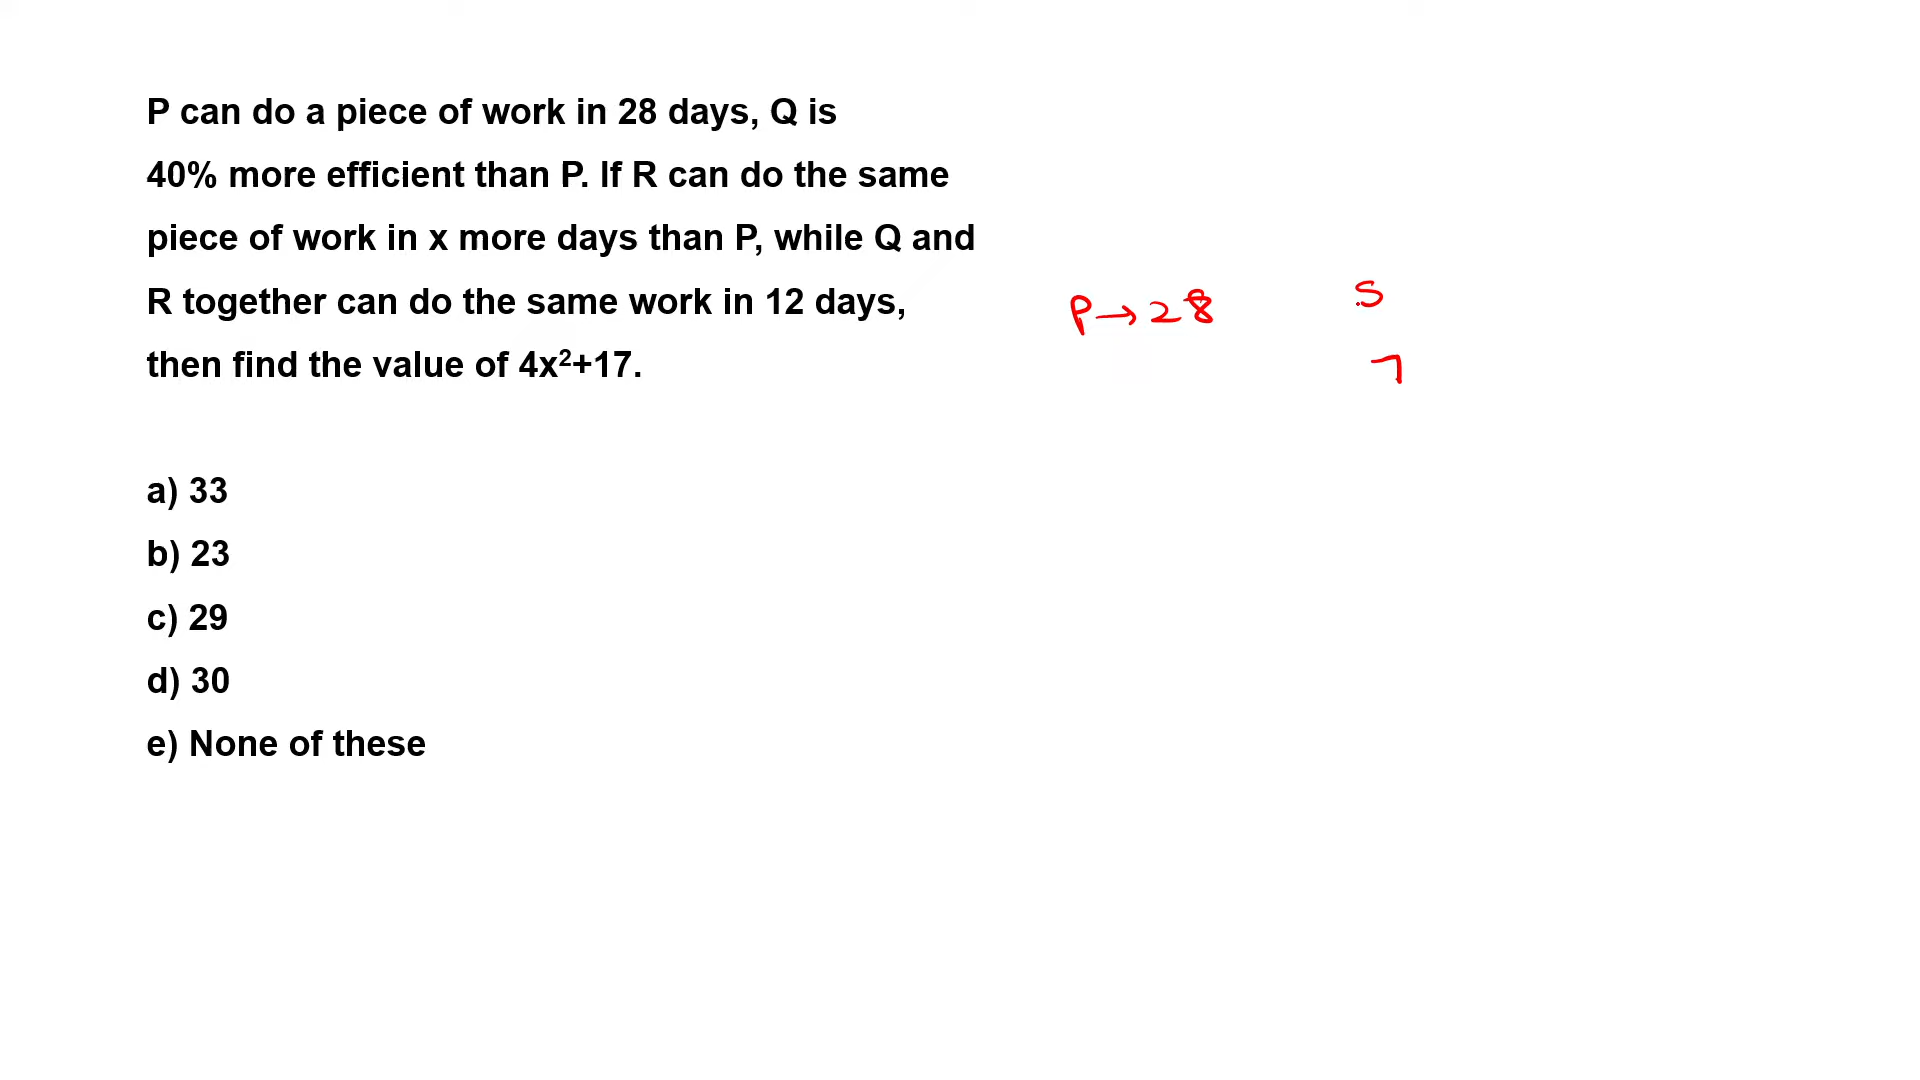 P can do a piece of work in 28 days, Q is
40% more efficient than P. If R can do the same
piece of work in x more days than P, while Q and
R together can do the same work in 12 days,
then find the value of 4x²+17.
a) 33
b) 23
c) 29
d) 30
e) None of these
P→28
5
7